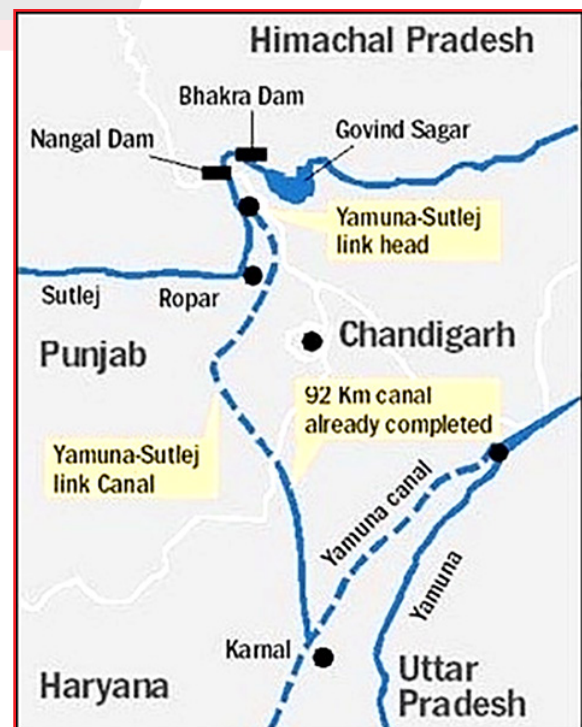 Himachal Pradesh
Bhakra Dam
Nangal Dam
Govind Sagar
Yamuna-Sutlej
link head
Sutlej
Ropar
Punjab
Chandigarh
92 Km canal
already completed
Yamuna-Sutlej
link Canal
Yamuna canal
Yamuna
Karnal
Haryana
Uttar
Pradesh